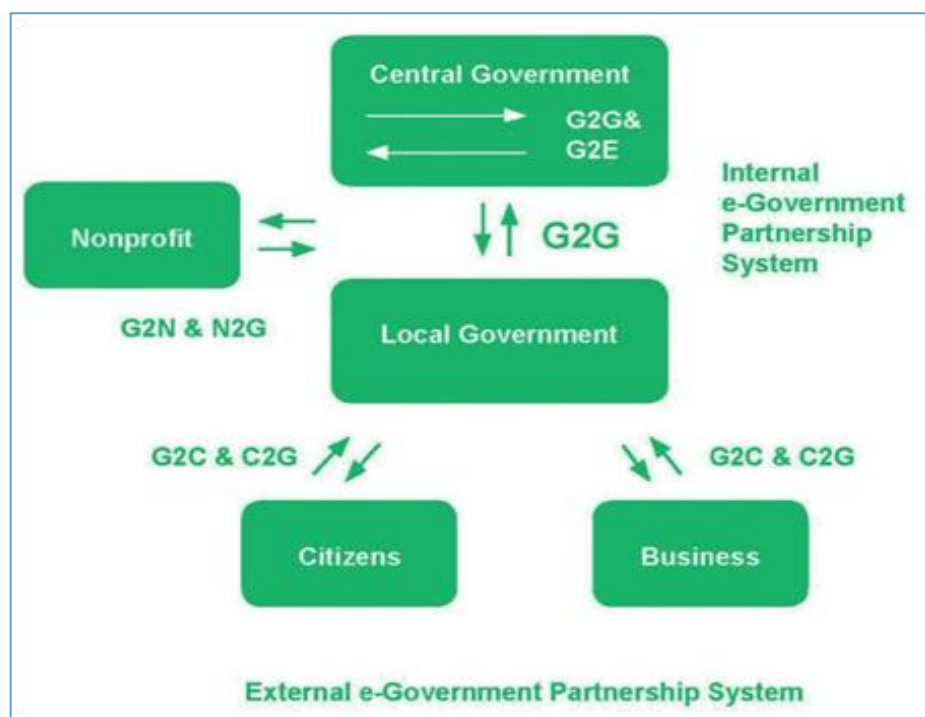 Central Government
G2G&
G2E
Internal
e-Government
Partnership
System
Nonprofit
G2G
G2N & N2G
Local Government
G2C & C2G
G2C & C2G
Citizens
Business
External e-Government Partnership System